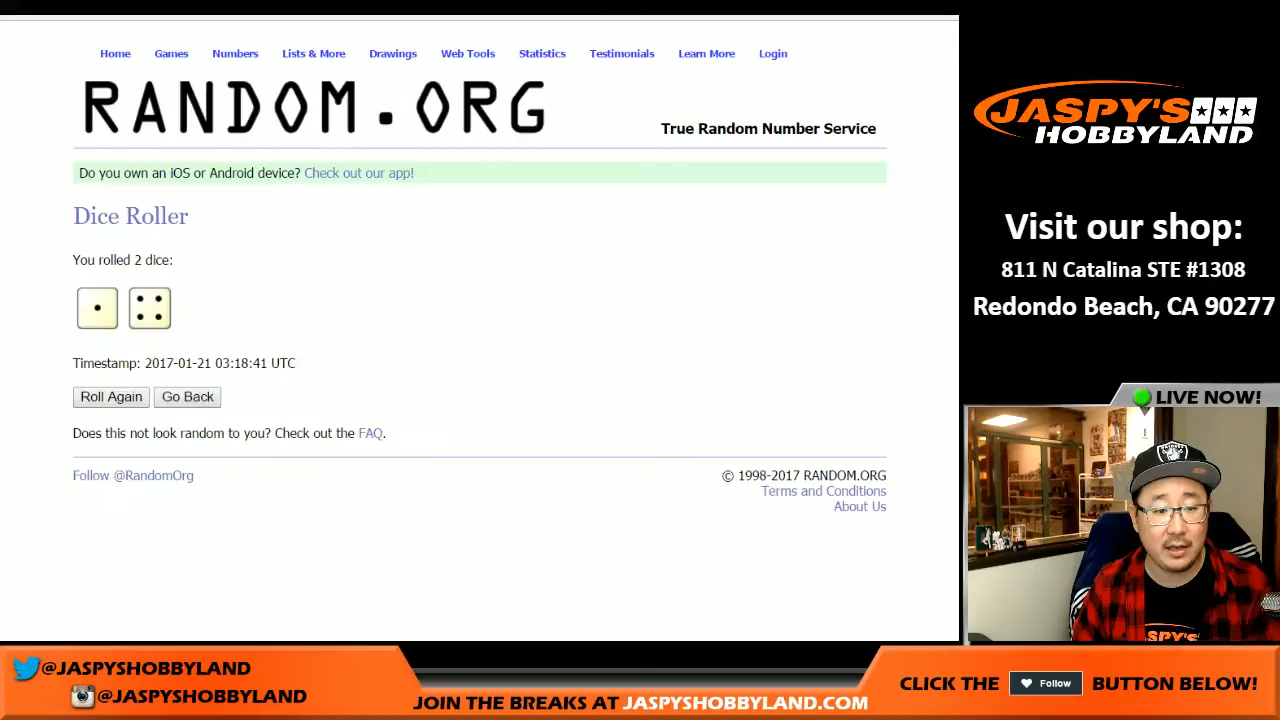 Home Games Numbers Lists & More Drawings Web Tools Statistics Testimonials Learn More Login
RANDOM.ORG
True Random Number Service
Do you own an iOS or Android device? Check out our app!
Dice Roller
You rolled 2 dice:
Timestamp: 2017-01-21 03:18:41 UTC
Roll Again Go Back
Does this not look random to you? Check out the FAQ.
Follow @RandomOrg
© 1998-2017 RANDOM.ORG
Terms and Conditions
About Us
JASPY'S
HOBBYLAND
Visit our shop:
811 N Catalina STE #1308
Redondo Beach, CA 90277
LIVE NOW!
JASPY'S
@JASPYSHOBBYLAND
@JASPYSHOBBYLAND
JOIN THE BREAKS AT JASPYSHOBBYLAND.COM
CLICK THE Follow BUTTON BELOW!